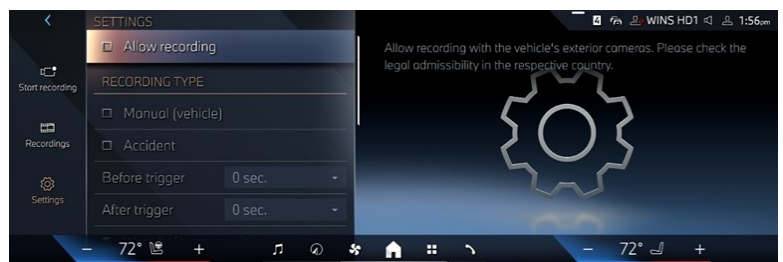 SETTINGS
4 WINS HD1 1:56pm
Allow recording
Allow recording with the vehicle's exterior cameras. Please check the
legal admissibility in the respective country.
Start recording
RECORDING TYPE
Manual (vehicle)
Recordings
Accident
Before trigger 0 sec.
Settings
After trigger 0 sec.
- 72° +
- 72° +